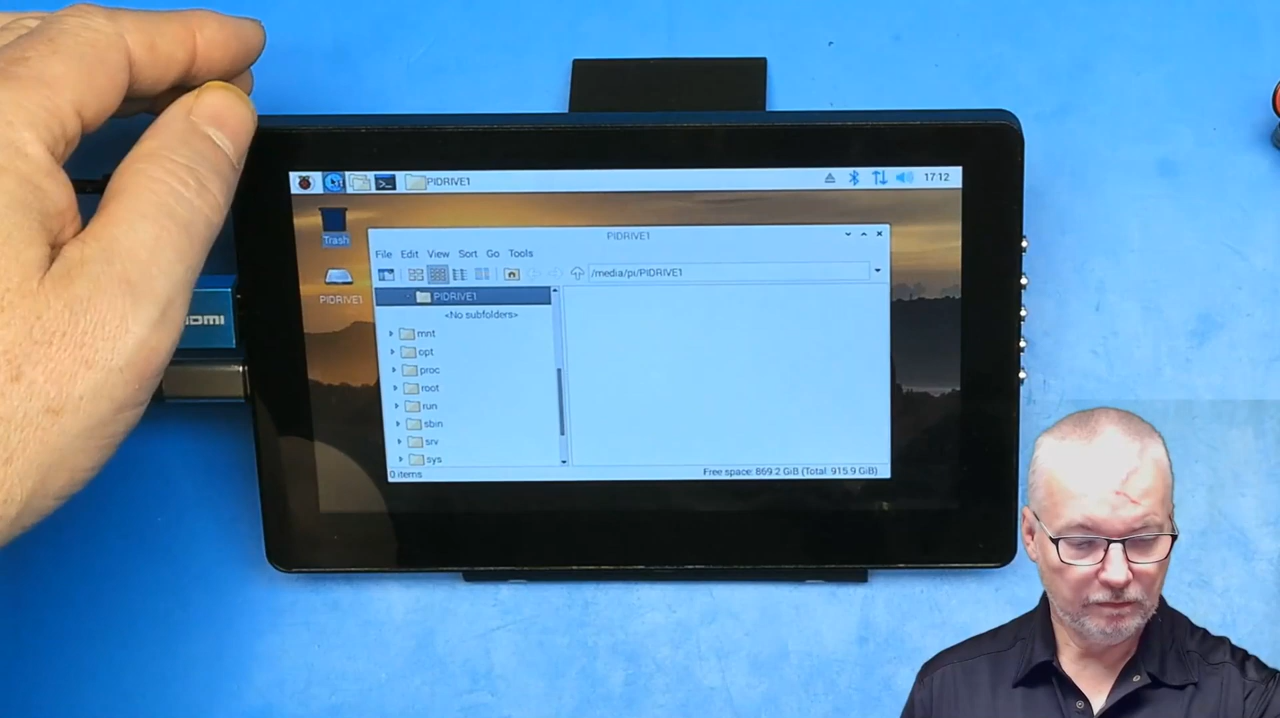 PIDRIVE1
17:12
Trash
PIDRIVE1
PIDRIVE1
File Edit View Sort Go Tools
/media/pi/PIDRIVE1
PIDRIVE1
<No subfolders>
mnt
opt
proc
root
run
sbin
srv
sys
0 items
Free space: 869.2 GiB (Total: 915.9 GiB)
HDMI